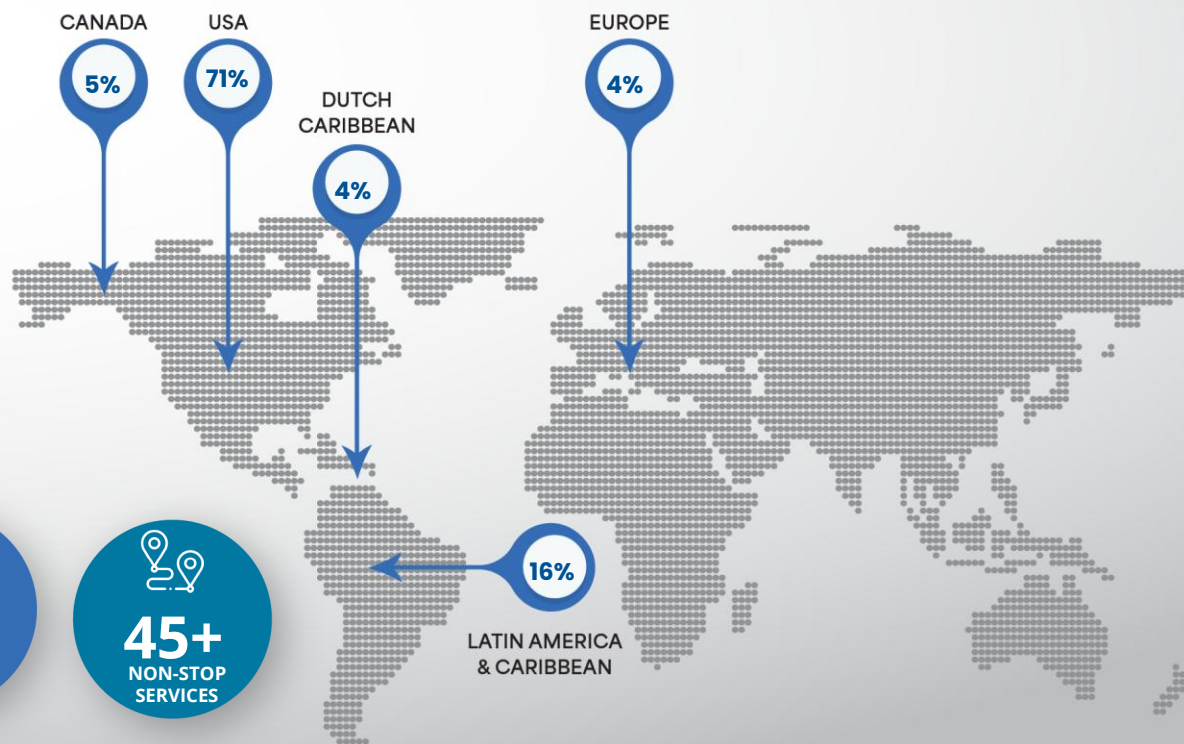 CANADA
5%
USA
71%
DUTCH
CARIBBEAN
4%
EUROPE
4%
16%
LATIN AMERICA
& CARIBBEAN
45+
NON-STOP
SERVICES